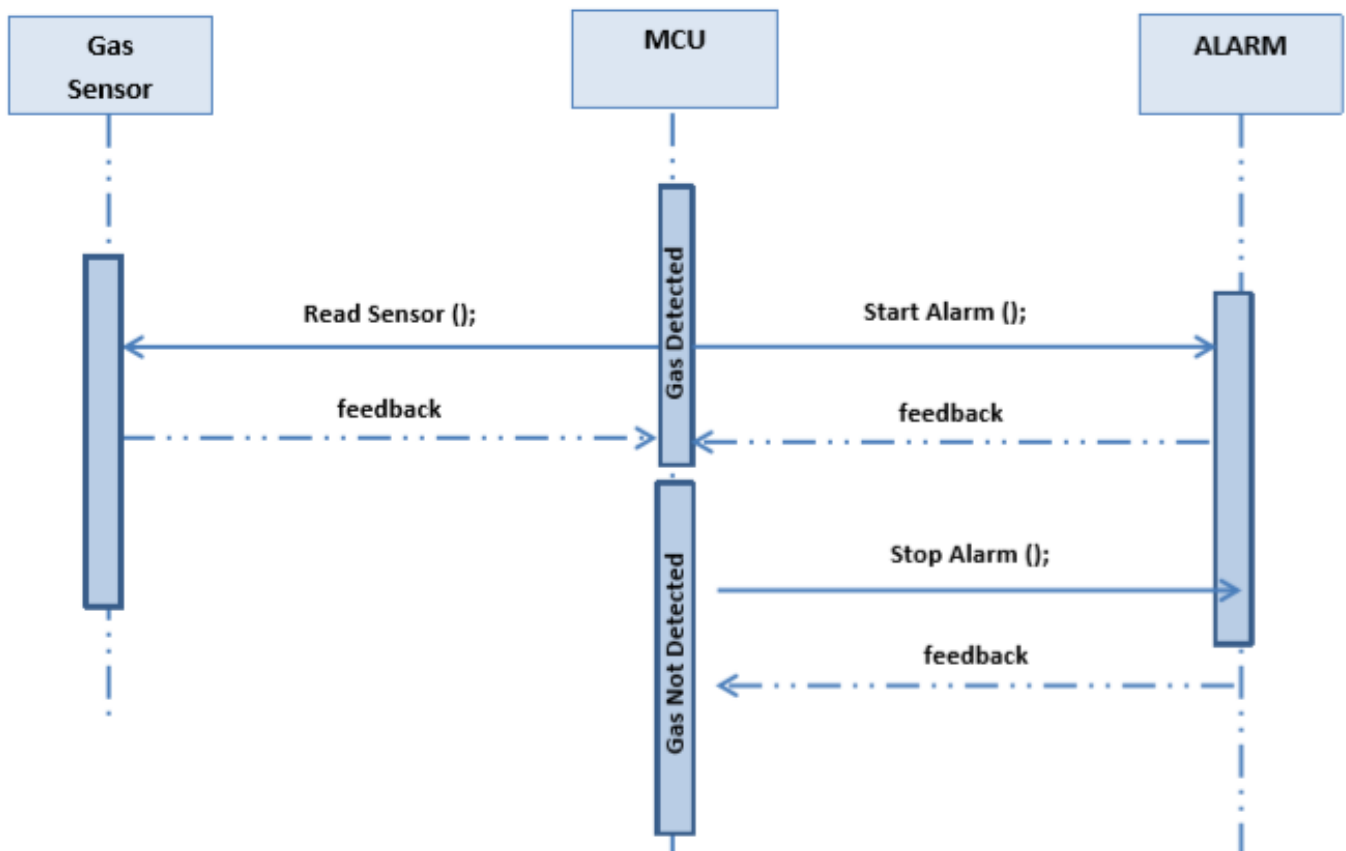 Gas
Sensor
MCU
ALARM
Gas Detected
Read Sensor ();
Start Alarm ();
feedback
feedback
Gas Not Detected
Stop Alarm ();
feedback